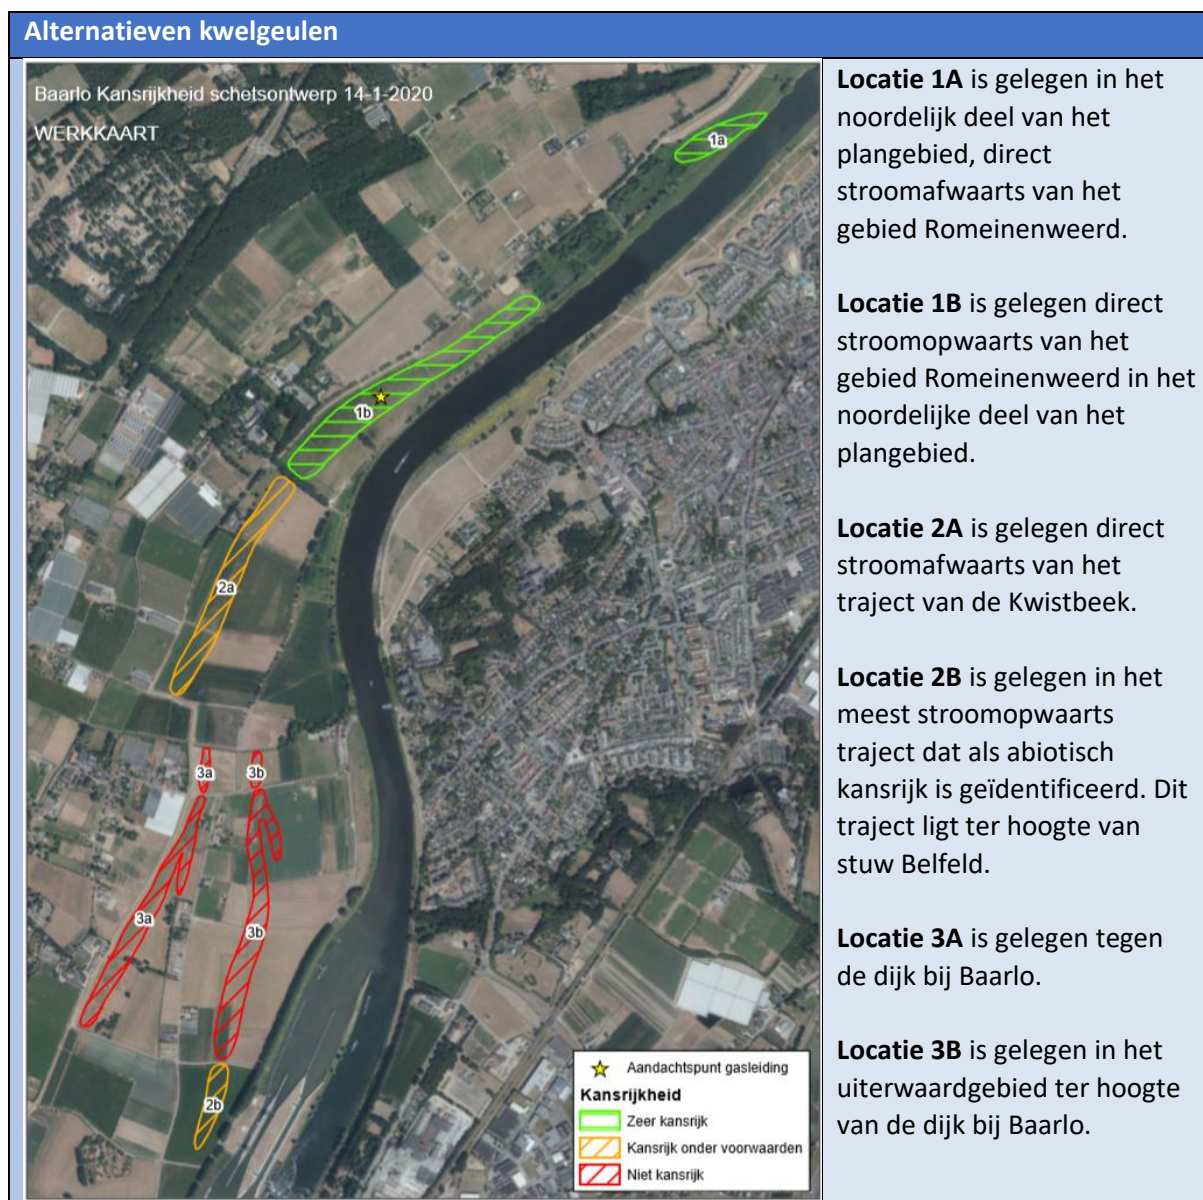 Alternatieven kwelgeulen
Baarlo Kansrijkheid schetsontwerp 14-1-2020
WERKKAART
1a
1b
2a
3a
3b
3a
3b
2b
Aandachtspunt gasleiding
Kansrijkheid
Zeer kansrijk
Kansrijk onder voorwaarden
Niet kansrijk
Locatie 1A is gelegen in het
noordelijk deel van het
plangebied, direct
stroomafwaarts van het
gebied Romeinenweerd.
Locatie 1B is gelegen direct
stroomopwaarts van het
gebied Romeinenweerd in het
noordelijke deel van het
plangebied.
Locatie 2A is gelegen direct
stroomafwaarts van het
traject van de Kwistbeek.
Locatie 2B is gelegen in het
meest stroomopwaarts
traject dat als abiotisch
kansrijk is geïdentificeerd. Dit
traject ligt ter hoogte van
stuw Belfeld.
Locatie 3A is gelegen tegen
de dijk bij Baarlo.
Locatie 3B is gelegen in het
uiterwaardgebied ter hoogte
van de dijk bij Baarlo.